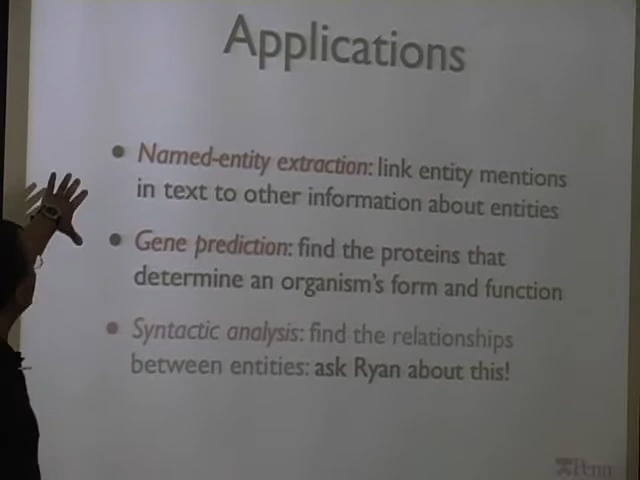 Applications
• Named-entity extraction: link entity mentions
in text to other information about entities
• Gene prediction: find the proteins that
determine an organism's form and function
• Syntactic analysis: find the relationships
between entities: ask Ryan about this!
Penn